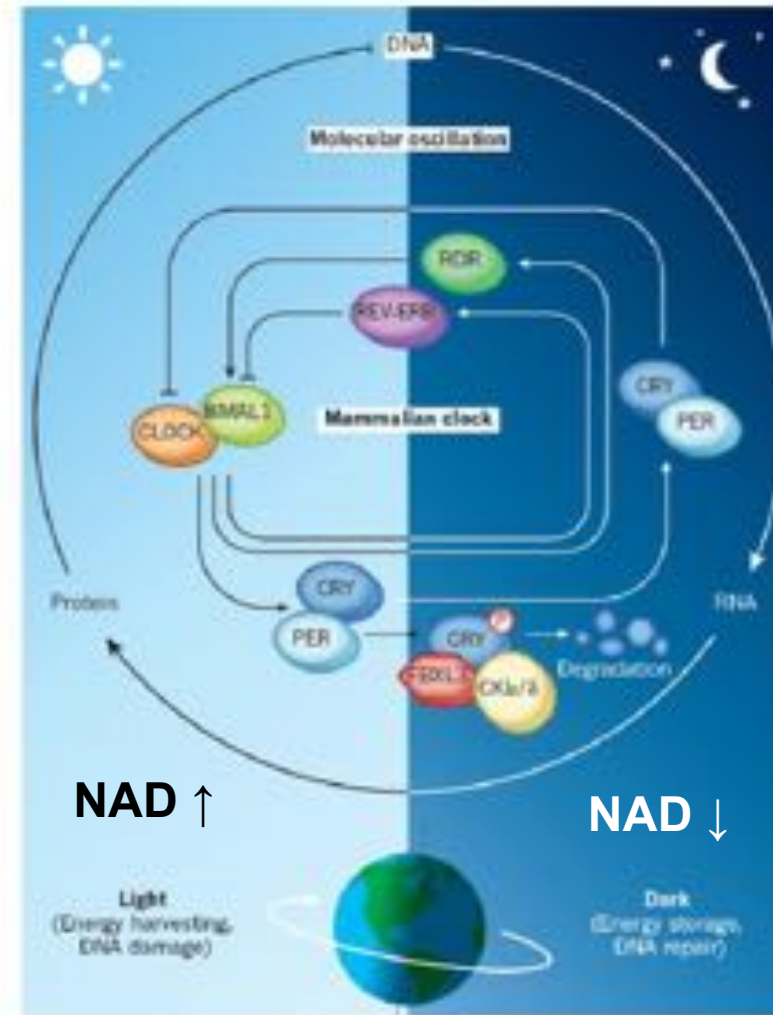 DNA
Molecular oscillation
ROR
REV-ERB
CRY
PER
BMAL1
CLOCK
Mammalian clock
Protein
RNA
CRY
PER
CRY
P
CKIε/δ
Degradation
NAD ↑
NAD ↓
Light
(Energy harvesting,
DNA damage)
Dark
(Energy storage,
DNA repair)